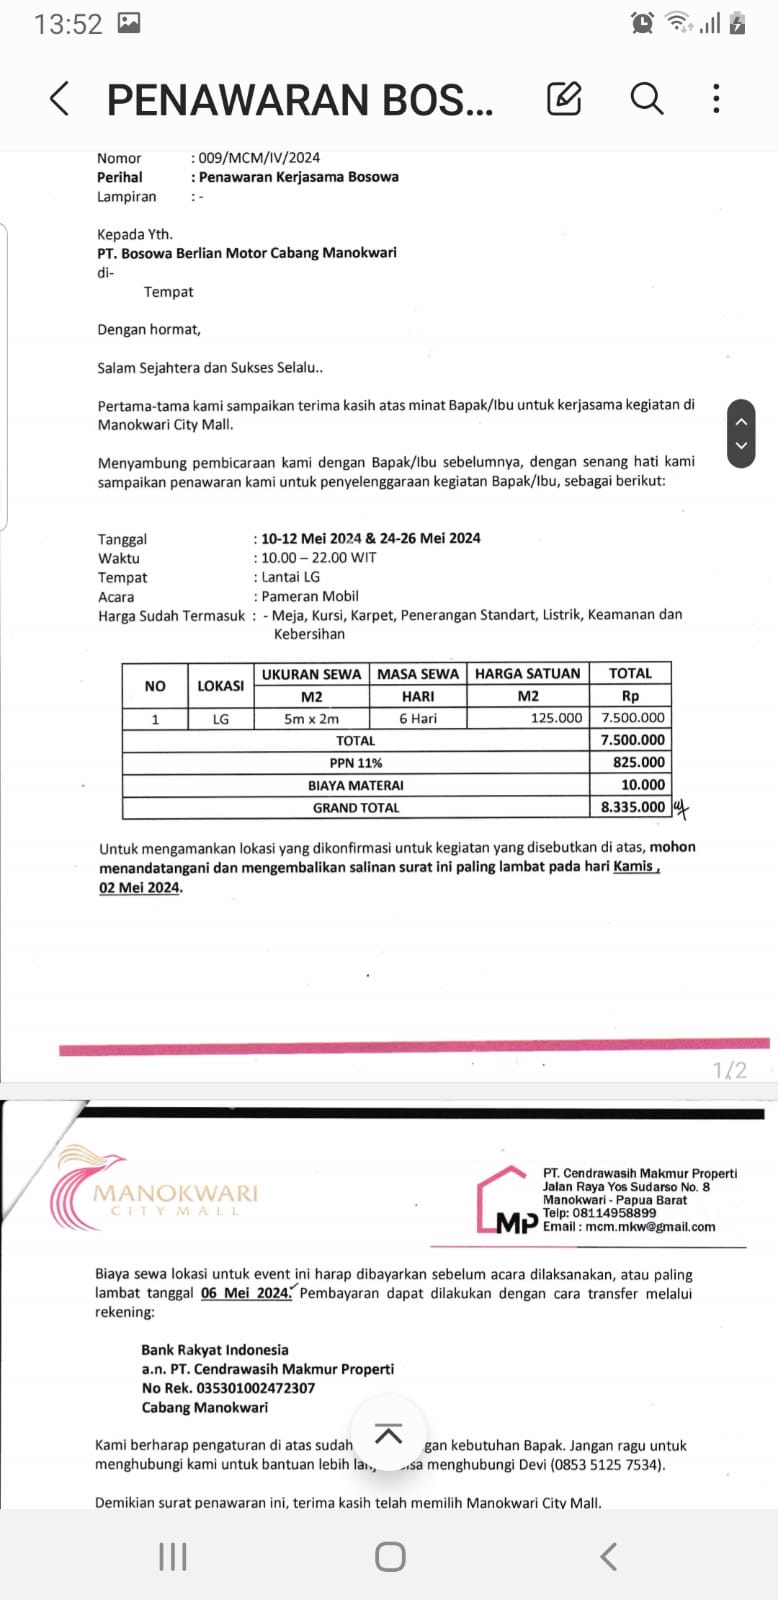 13:52
PENAWARAN BOS...
Nomor : 009/MCM/IV/2024
Perihal : Penawaran Kerjasama Bosowa
Lampiran : -
Kepada Yth.
PT. Bosowa Berlian Motor Cabang Manokwari
di-
Tempat
Dengan hormat,
Salam Sejahtera dan Sukses Selalu..
Pertama-tama kami sampaikan terima kasih atas minat Bapak/Ibu untuk kerjasama kegiatan di
Manokwari City Mall.
Menyambung pembicaraan kami dengan Bapak/Ibu sebelumnya, dengan senang hati kami
sampaikan penawaran kami untuk penyelenggaraan kegiatan Bapak/Ibu, sebagai berikut:
Tanggal : 10-12 Mei 2024 & 24-26 Mei 2024
Waktu : 10.00 – 22.00 WIT
Tempat : Lantai LG
Acara : Pameran Mobil
Harga Sudah Termasuk : - Meja, Kursi, Karpet, Penerangan Standart, Listrik, Keamanan dan
Kebersihan
NO LOKASI UKURAN SEWA MASA SEWA HARGA SATUAN TOTAL
M2 HARI M2 Rp
1 LG 5m x 2m 6 Hari 125.000 7.500.000
TOTAL 7.500.000
PPN 11% 825.000
BIAYA MATERAI 10.000
GRAND TOTAL 8.335.000
Untuk mengamankan lokasi yang dikonfirmasi untuk kegiatan yang disebutkan di atas, mohon
menandatangani dan mengembalikan salinan surat ini paling lambat pada hari Kamis ,
02 Mei 2024.
1/2
MANOKWARI
CITY MALL
MP
PT. Cendrawasih Makmur Properti
Jalan Raya Yos Sudarso No. 8
Manokwari - Papua Barat
Telp: 08114958899
Email : mcm.mkw@gmail.com
Biaya sewa lokasi untuk event ini harap dibayarkan sebelum acara dilaksanakan, atau paling
lambat tanggal 06 Mei 2024. Pembayaran dapat dilakukan dengan cara transfer melalui
rekening:
Bank Rakyat Indonesia
a.n. PT. Cendrawasih Makmur Properti
No Rek. 035301002472307
Cabang Manokwari
Kami berharap pengaturan di atas sudah gan kebutuhan Bapak. Jangan ragu untuk
menghubungi kami untuk bantuan lebih menghubungi Devi (0853 5125 7534).
Demikian surat penawaran ini, terima kasih telah memilih Manokwari City Mall.